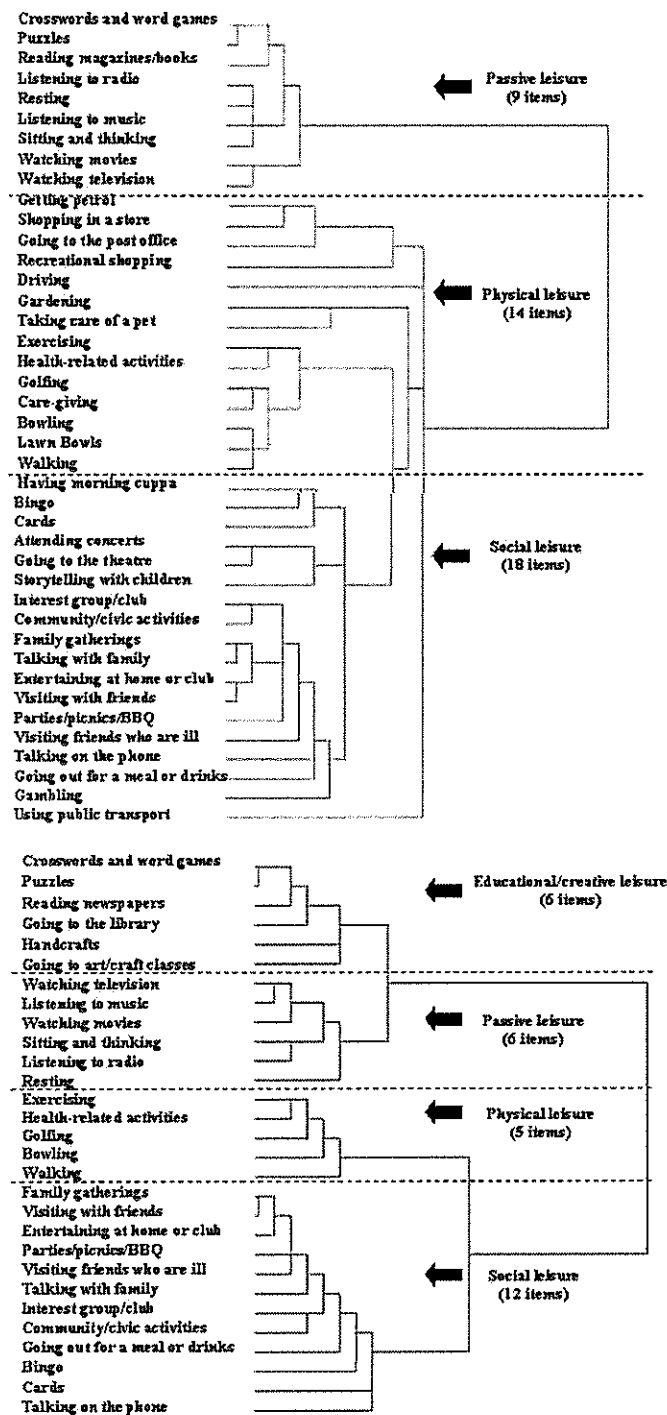 Crosswords and word games
Puzzles
Reading magazines/books
Listening to radio
Resting
Listening to music
Sitting and thinking
Watching movies
Watching television
Passive leisure
(9 items)
Getting petrol
Shopping in a store
Going to the post office
Recreational shopping
Driving
Gardening
Taking care of a pet
Exercising
Health-related activities
Golfing
Care-giving
Bowling
Lawn Bowls
Walking
Physical leisure
(14 items)
Having morning cuppa
Bingo
Cards
Attending concerts
Going to the theatre
Storytelling with children
Interest group/club
Community/civic activities
Family gatherings
Talking with family
Entertaining at home or club
Visiting with friends
Parties/picnics/BBQ
Visiting friends who are ill
Talking on the phone
Going out for a meal or drinks
Gambling
Using public transport
Social leisure
(18 items)
Crosswords and word games
Puzzles
Reading newspapers
Going to the library
Handcrafts
Going to art/craft classes
Educational/creative leisure
(6 items)
Watching television
Listening to music
Watching movies
Sitting and thinking
Listening to radio
Resting
Passive leisure
(6 items)
Exercising
Health-related activities
Golfing
Bowling
Walking
Physical leisure
(5 items)
Family gatherings
Visiting with friends
Entertaining at home or club
Parties/picnics/BBQ
Visiting friends who are ill
Talking with family
Interest group/club
Community/civic activities
Going out for a meal or drinks
Bingo
Cards
Talking on the phone
Social leisure
(12 items)